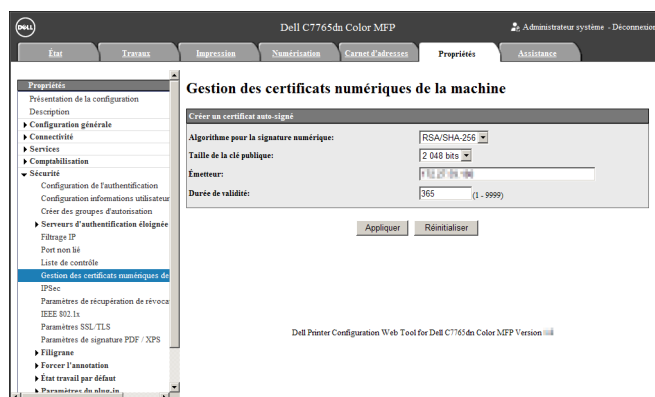 DELL
Dell C7765dn Color MFP
Administrateur système - Déconnexion
État
Travaux
Impression
Numérisation
Carnet d'adresses
Propriétés
Assistance
Propriétés
Présentation de la configuration
Description
Configuration générale
Connectivité
Services
Comptabilisation
Sécurité
Configuration de l'authentification
Configuration informations utilisateur
Créer des groupes d'autorisation
Serveurs d'authentification éloignée
Filtrage IP
Port non lié
Liste de contrôle
Gestion des certificats numériques de
IPSec
Paramètres de récupération de révoca
IEEE 802.1x
Paramètres SSL/TLS
Paramètres de signature PDF / XPS
Filigrane
Forcer l'annotation
État travail par défaut
Paramètres du plug-in
Gestion des certificats numériques de la machine
Créer un certificat auto-signé
Algorithme pour la signature numérique:
RSA/SHA-256
Taille de la clé publique:
2 048 bits
Émetteur:
Durée de validité:
365
(1 - 9999)
Appliquer
Réinitialiser
Dell Printer Configuration Web Tool for Dell C7765dn Color MFP Version